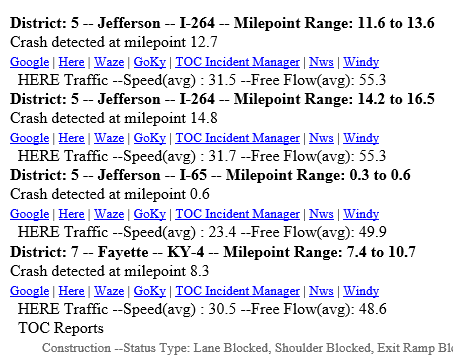 District: 5 -- Jefferson -- I-264 -- Milepoint Range: 11.6 to 13.6
Crash detected at milepoint 12.7
Google | Here | Waze | GoKy | TOC Incident Manager | Nws | Windy
HERE Traffic --Speed(avg) : 31.5 --Free Flow(avg): 55.3
District: 5 -- Jefferson -- I-264 -- Milepoint Range: 14.2 to 16.5
Crash detected at milepoint 14.8
Google | Here | Waze | GoKy | TOC Incident Manager | Nws | Windy
HERE Traffic --Speed(avg) : 31.7 --Free Flow(avg): 55.3
District: 5 -- Jefferson -- I-65 -- Milepoint Range: 0.3 to 0.6
Crash detected at milepoint 0.6
Google | Here | Waze | GoKy | TOC Incident Manager | Nws | Windy
HERE Traffic --Speed(avg) : 23.4 --Free Flow(avg): 49.9
District: 7 -- Fayette -- KY-4 -- Milepoint Range: 7.4 to 10.7
Crash detected at milepoint 8.3
Google | Here | Waze | GoKy | TOC Incident Manager | Nws | Windy
HERE Traffic --Speed(avg) : 30.5 --Free Flow(avg): 48.6
TOC Reports
Construction --Status Type: Lane Blocked, Shoulder Blocked, Exit Ramp Bl